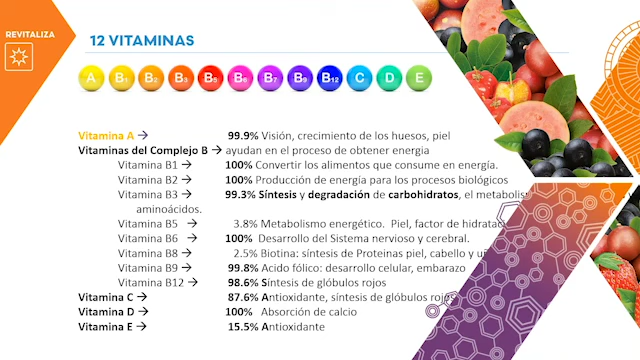 REVITALIZA
12 VITAMINAS
A B1 B2 B3 B5 B6 B7 B9 B12 C D E
Vitamina A → 99.9% Visión, crecimiento de los huesos, piel
Vitaminas del Complejo B → ayudan en el proceso de obtener energia
Vitamina B1 → 100% Convertir los alimentos que consume en energía.
Vitamina B2 → 100% Producción de energía para los procesos biológicos
Vitamina B3 → 99.3% Síntesis y degradación de carbohidratos, el metabolis
aminoácidos.
Vitamina B5 → 3.8% Metabolismo energético. Piel, factor de hidratac
Vitamina B6 → 100% Desarrollo del Sistema nervioso y cerebral.
Vitamina B8 → 2.5% Biotina: síntesis de Proteinas piel, cabello y uñ
Vitamina B9 → 99.8% Acido fólico: desarrollo celular, embarazo
Vitamina B12 → 98.6% Síntesis de glóbulos rojos
Vitamina C → 87.6% Antioxidante, síntesis de glóbulos rojos
Vitamina D → 100% Absorción de calcio
Vitamina E → 15.5% Antioxidante